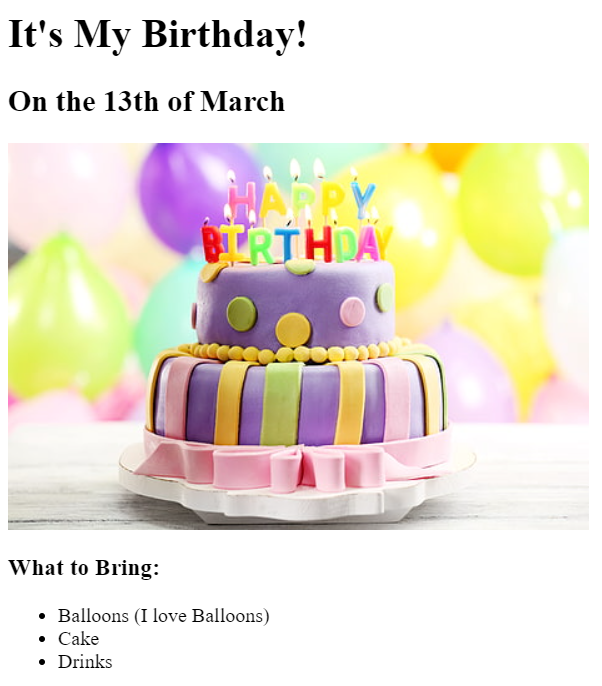 It's My Birthday!
On the 13th of March
HAPPY
BIRTHDAY
What to Bring:
Balloons (I love Balloons)
Cake
Drinks